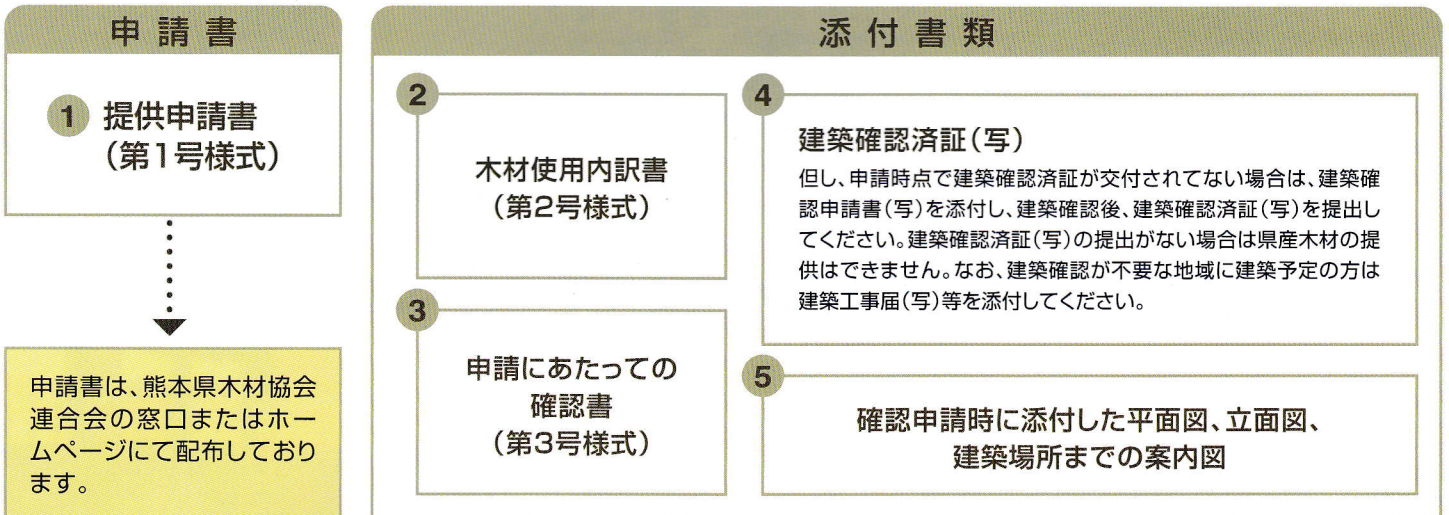 申請書
1 提供申請書
（第1号様式）
申請書は、熊本県木材協会
連合会の窓口またはホー
ムページにて配布しており
ます。
添付書類
2
木材使用内訳書
（第2号様式）
3
申請にあたっての
確認書
（第3号様式）
4
建築確認済証（写）
但し、申請時点で建築確認済証が交付されてない場合は、建築確
認申請書（写）を添付し、建築確認後、建築確認済証（写）を提出し
てください。建築確認済証（写）の提出がない場合は県産木材の提
供はできません。なお、建築確認が不要な地域に建築予定の方は
建築工事届（写）等を添付してください。
5
確認申請時に添付した平面図、立面図、
建築場所までの案内図